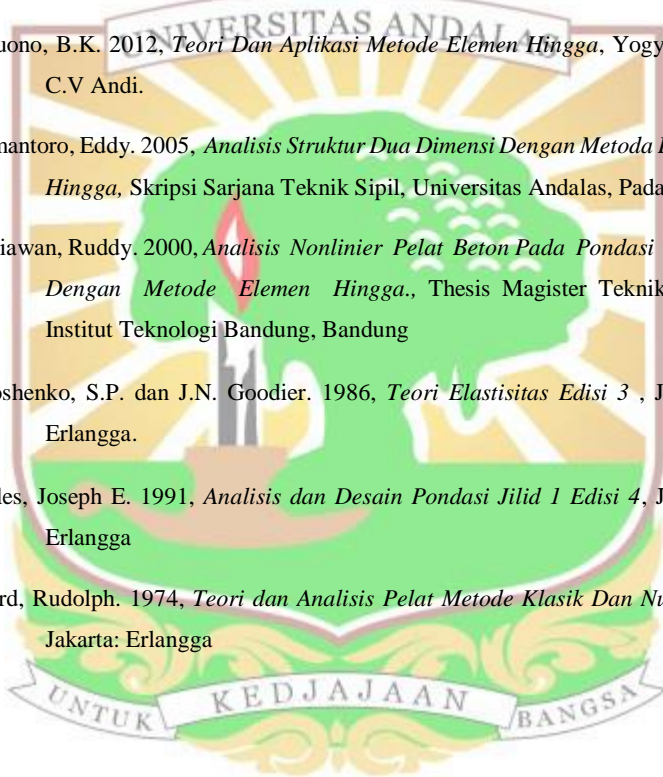 UNIVERSITAS ANDALAS
uono, B.K. 2012, Teori Dan Aplikasi Metode Elemen Hingga, Yogy
C.V Andi.
nantoro, Eddy. 2005, Analisis Struktur Dua Dimensi Dengan Metoda
Hingga, Skripsi Sarjana Teknik Sipil, Universitas Andalas, Pada
iawan, Ruddy. 2000, Analisis Nonlinier Pelat Beton Pada Pondasi
Dengan Metode Elemen Hingga., Thesis Magister Teknik
Institut Teknologi Bandung, Bandung
oshenko, S.P. dan J.N. Goodier. 1986, Teori Elastisitas Edisi 3 , J
Erlangga.
les, Joseph E. 1991, Analisis dan Desain Pondasi Jilid 1 Edisi 4, J
Erlangga
rd, Rudolph. 1974, Teori dan Analisis Pelat Metode Klasik Dan Nu
Jakarta: Erlangga
UNTUK KEDJAJAAN BANGSA